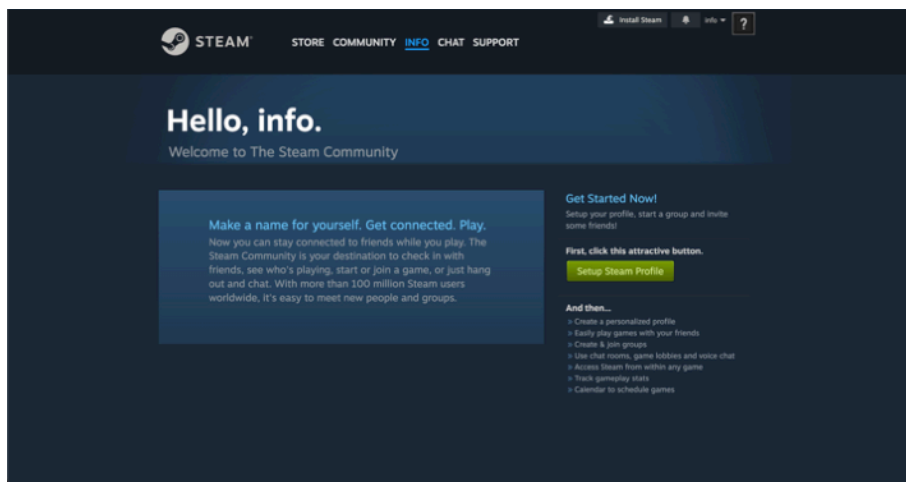 Install Steam
info
?
STEAM
STORE COMMUNITY INFO CHAT SUPPORT
Hello, info.
Welcome to The Steam Community
Make a name for yourself. Get connected. Play.
Now you can stay connected to friends while you play. The
Steam Community is your destination to check in with
friends, see who's playing, start or join a game, or just hang
out and chat. With more than 100 million Steam users
worldwide, it's easy to meet new people and groups.
Get Started Now!
Setup your profile, start a group and invite
some friends!
First, click this attractive button.
Setup Steam Profile
And then...
» Create a personalized profile
» Easily play games with your friends
» Create & join groups
» Use chat rooms, game lobbies and voice chat
» Access Steam from within any game
» Track gameplay stats
» Calendar to schedule games